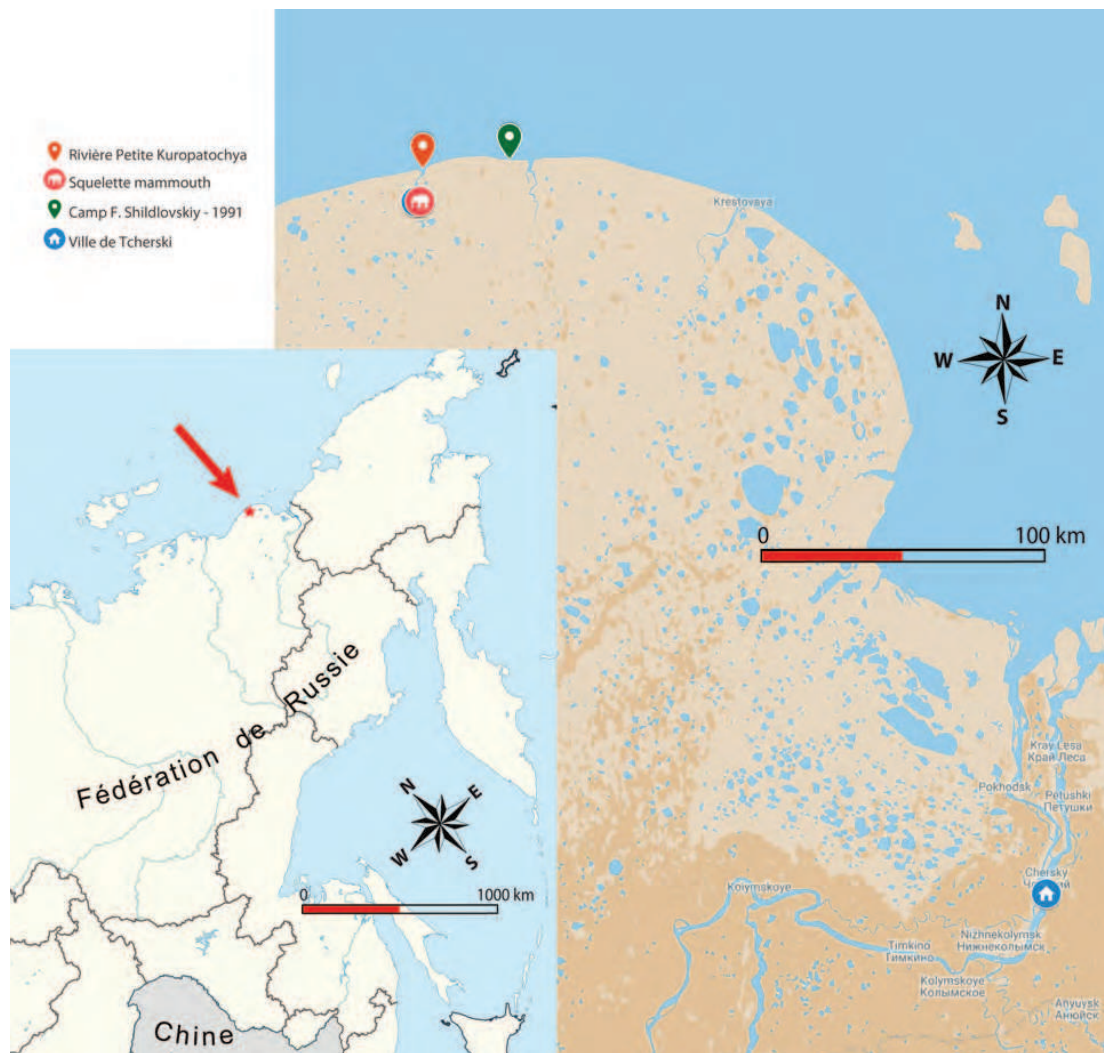 Rivière Petite Kuropatochya
Squelette mammouth
Camp F. Shildlovskiy - 1991
Ville de Tcherski
Krestovaya
N
W E
S
0 100 km
Fédération de Russie
N E
W S
0 1000 km
Chine
Kray Lesa
Край Леса
Pokhodsk
Petushki
Петушки
Chersky
Kolymskoye
Timkino
Тимкино
Nizhnekolymsk
Нижнеколымск
Kolymskoye
Колымское
Anyuysk
Анюйск